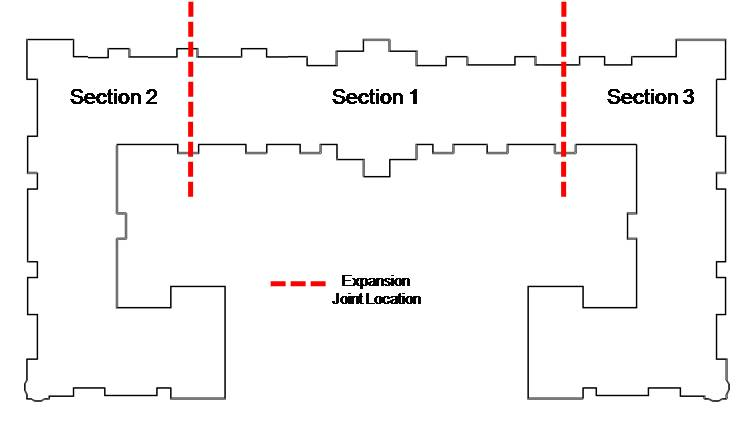 Section 2
Section 1
Section 3
Expansion
Joint Location